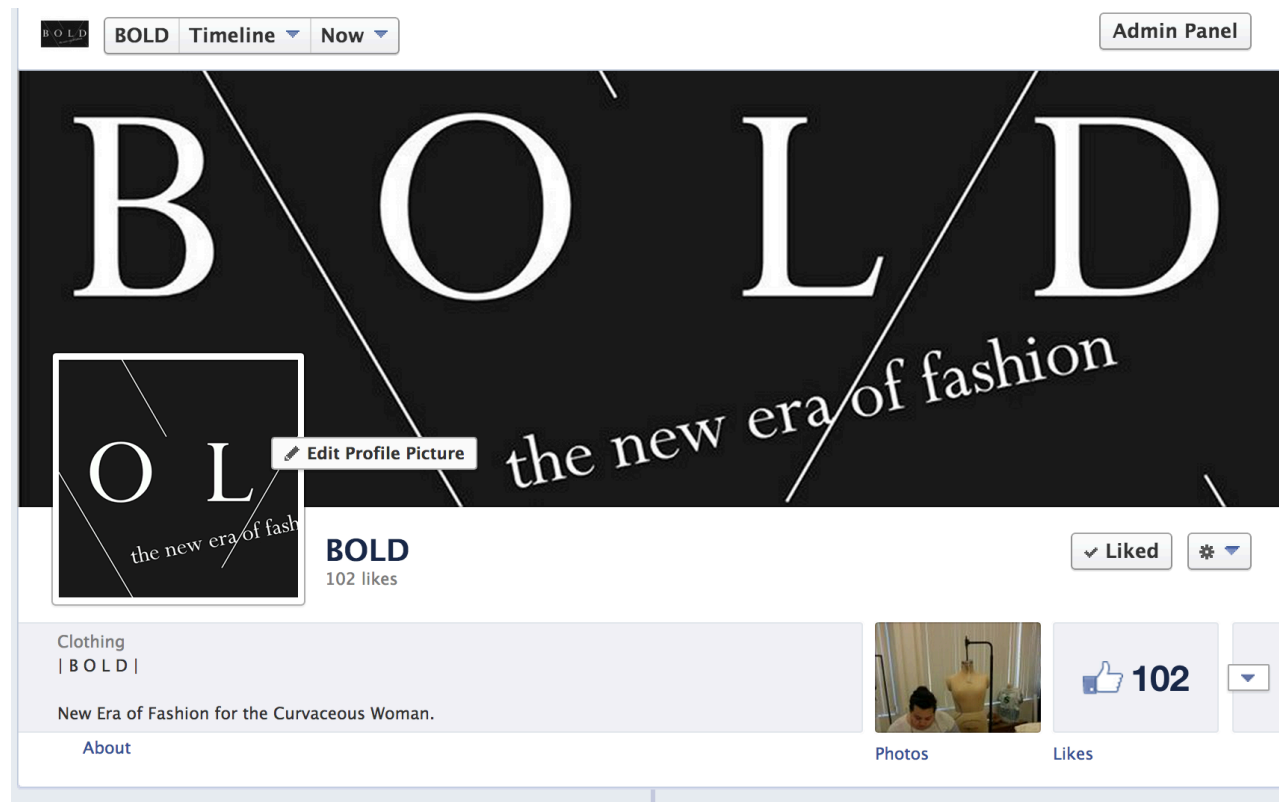 B O L D
BOLD Timeline Now
Admin Panel
B O L D
the new era of fashion
O L
the new era of fash
Edit Profile Picture
BOLD
102 likes
Liked
Clothing
| B O L D |
New Era of Fashion for the Curvaceous Woman.
About
Photos
102
Likes